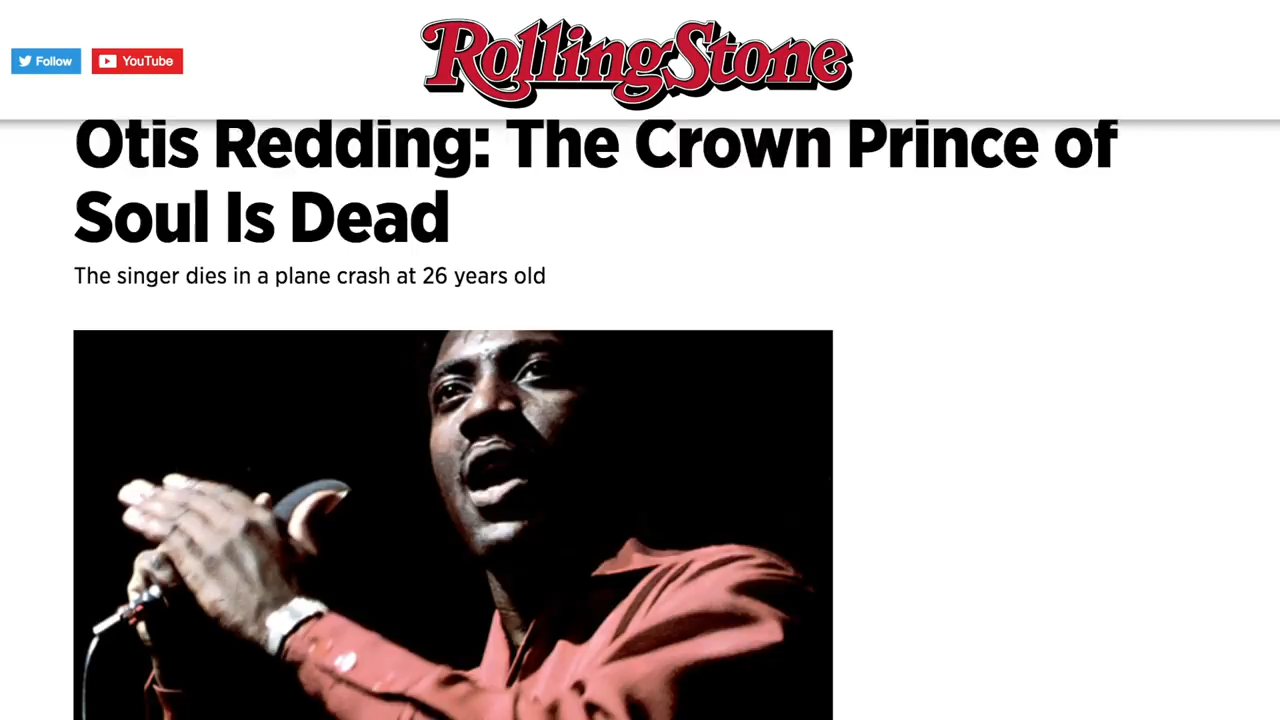 Follow
YouTube
RollingStone
Otis Redding: The Crown Prince of
Soul Is Dead
The singer dies in a plane crash at 26 years old